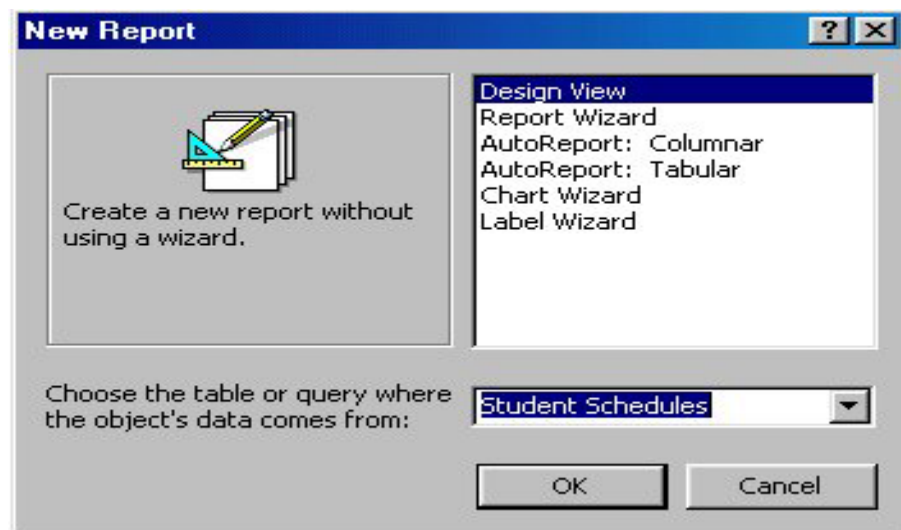 New Report
Create a new report without
using a wizard.
Design View
Report Wizard
AutoReport: Columnar
AutoReport: Tabular
Chart Wizard
Label Wizard
Choose the table or query where
the object's data comes from:
Student Schedules
OK
Cancel